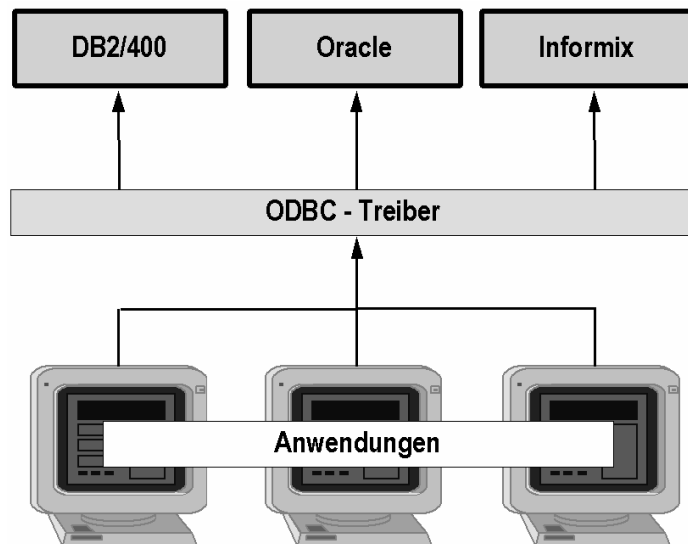 DB2/400
Oracle
Informix
ODBC - Treiber
Anwendungen